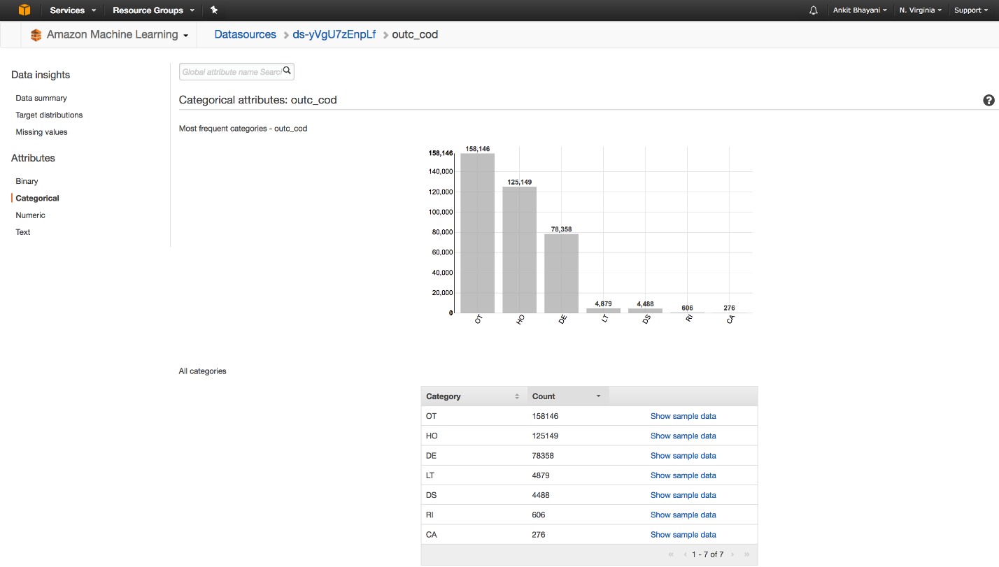 Services Resource Groups Ankit Bhayani N. Virginia Support
Amazon Machine Learning Datasources ds-yVgU7zEnpLf outc_cod
Data insights
Data summary
Target distributions
Missing values
Attributes
Binary
Categorical
Numeric
Text
Global attribute name Search
Categorical attributes: outc_cod ?
Most frequent categories - outc_cod
158,146
140,000
120,000
100,000
80,000
60,000
40,000
20,000
0
158,146 125,149 78,358 4,879 4,488 606 276
OT HO DE LT DS RI CA
All categories
Category Count
OT 158146 Show sample data
HO 125149 Show sample data
DE 78358 Show sample data
LT 4879 Show sample data
DS 4488 Show sample data
RI 606 Show sample data
CA 276 Show sample data
« ‹ 1 - 7 of 7 › »